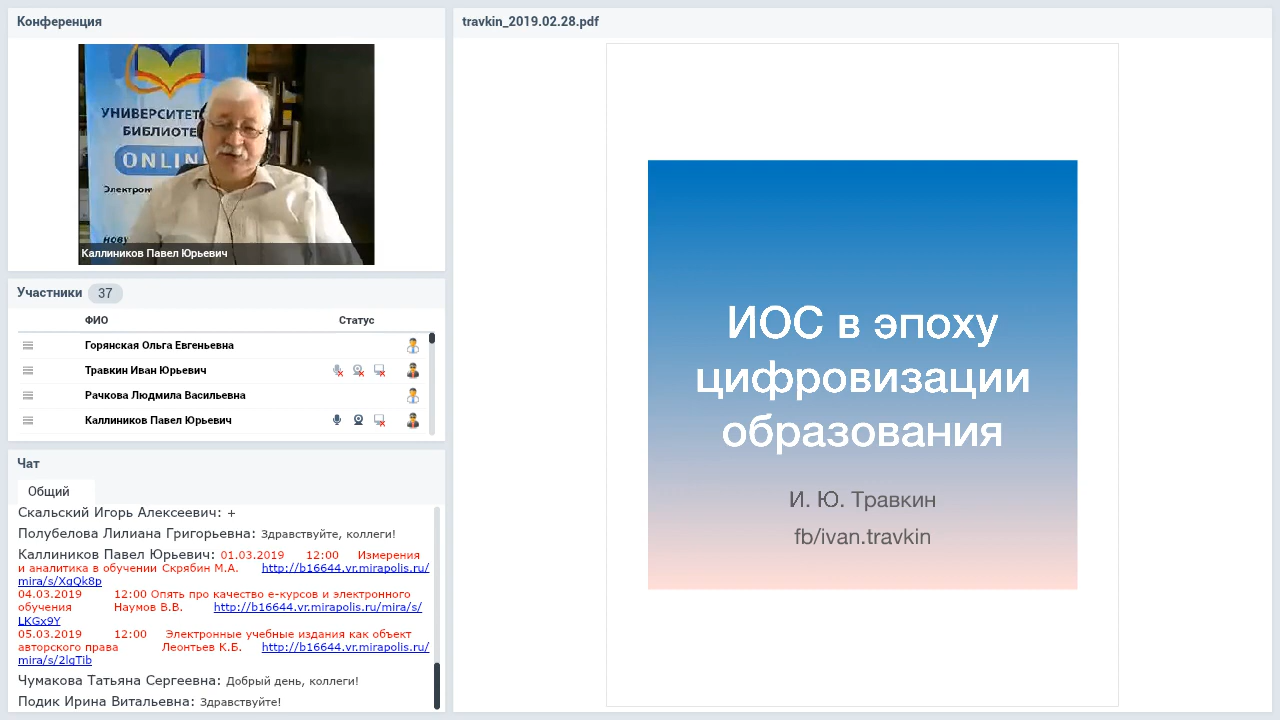 Конференция
УНИВЕРСИТЕТ
БИБЛИОТЕ
ONLIN
Электрон
нову
Каллиников Павел Юрьевич
Участники 37
ФИО Статус
Горянская Ольга Евгеньевна
Травкин Иван Юрьевич
Рачкова Людмила Васильевна
Каллиников Павел Юрьевич
Чат
Общий
Скальский Игорь Алексеевич: +
Полубелова Лилиана Григорьевна: Здравствуйте, коллеги!
Каллиников Павел Юрьевич: 01.03.2019 12:00 Измерения
и аналитика в обучении Скрябин М.А. http://b16644.vr.mirapolis.ru/
mira/s/XgQk8p
04.03.2019 12:00 Опять про качество е-курсов и электронного
обучения Наумов В.В. http://b16644.vr.mirapolis.ru/mira/s/
LKGx9Y
05.03.2019 12:00 Электронные учебные издания как объект
авторского права Леонтьев К.Б. http://b16644.vr.mirapolis.ru/
mira/s/2lgTib
Чумакова Татьяна Сергеевна: Добрый день, коллеги!
Подик Ирина Витальевна: Здравствуйте!
travkin_2019.02.28.pdf
ИОС в эпоху
цифровизации
образования
И. Ю. Травкин
fb/ivan.travkin